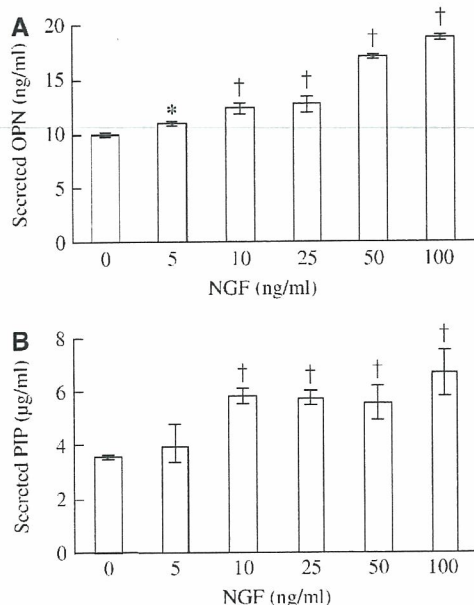 A
Secreted OPN (ng/ml)
20
15
10
5
0
*
†
†
†
†
0 5 10 25 50 100
NGF (ng/ml)
B
Secreted PIP (µg/ml)
8
6
4
2
0
†
†
†
†
0 5 10 25 50 100
NGF (ng/ml)